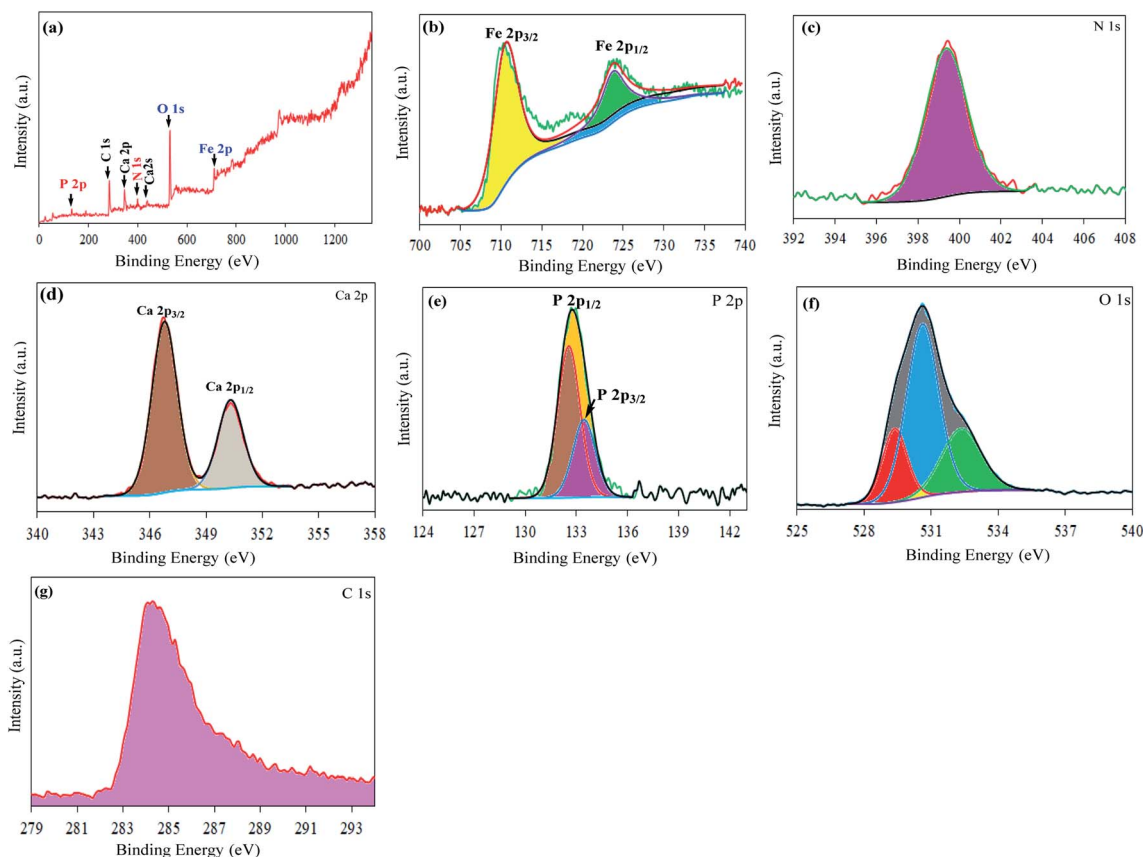 (a)
P 2p
C 1s
Ca 2p
N 1s
Ca2s
O 1s
Fe 2p
Intensity (a.u.)
0 200 400 600 800 1000 1200
Binding Energy (eV)
(b)
Fe 2p3/2
Fe 2p1/2
Intensity (a.u.)
700 705 710 715 720 725 730 735 740
Binding Energy (eV)
(c)
N 1s
Intensity (a.u.)
392 394 396 398 400 402 404 406 408
Binding Energy (eV)
(d)
Ca 2p
Ca 2p3/2
Ca 2p1/2
Intensity (a.u.)
340 343 346 349 352 355 358
Binding Energy (eV)
(e)
P 2p1/2
P 2p
P 2p3/2
Intensity (a.u.)
124 127 130 133 136 139 142
Binding Energy (eV)
(f)
O 1s
Intensity (a.u.)
525 528 531 534 537 540
Binding Energy (eV)
(g)
C 1s
Intensity (a.u.)
279 281 283 285 287 289 291 293
Binding Energy (eV)